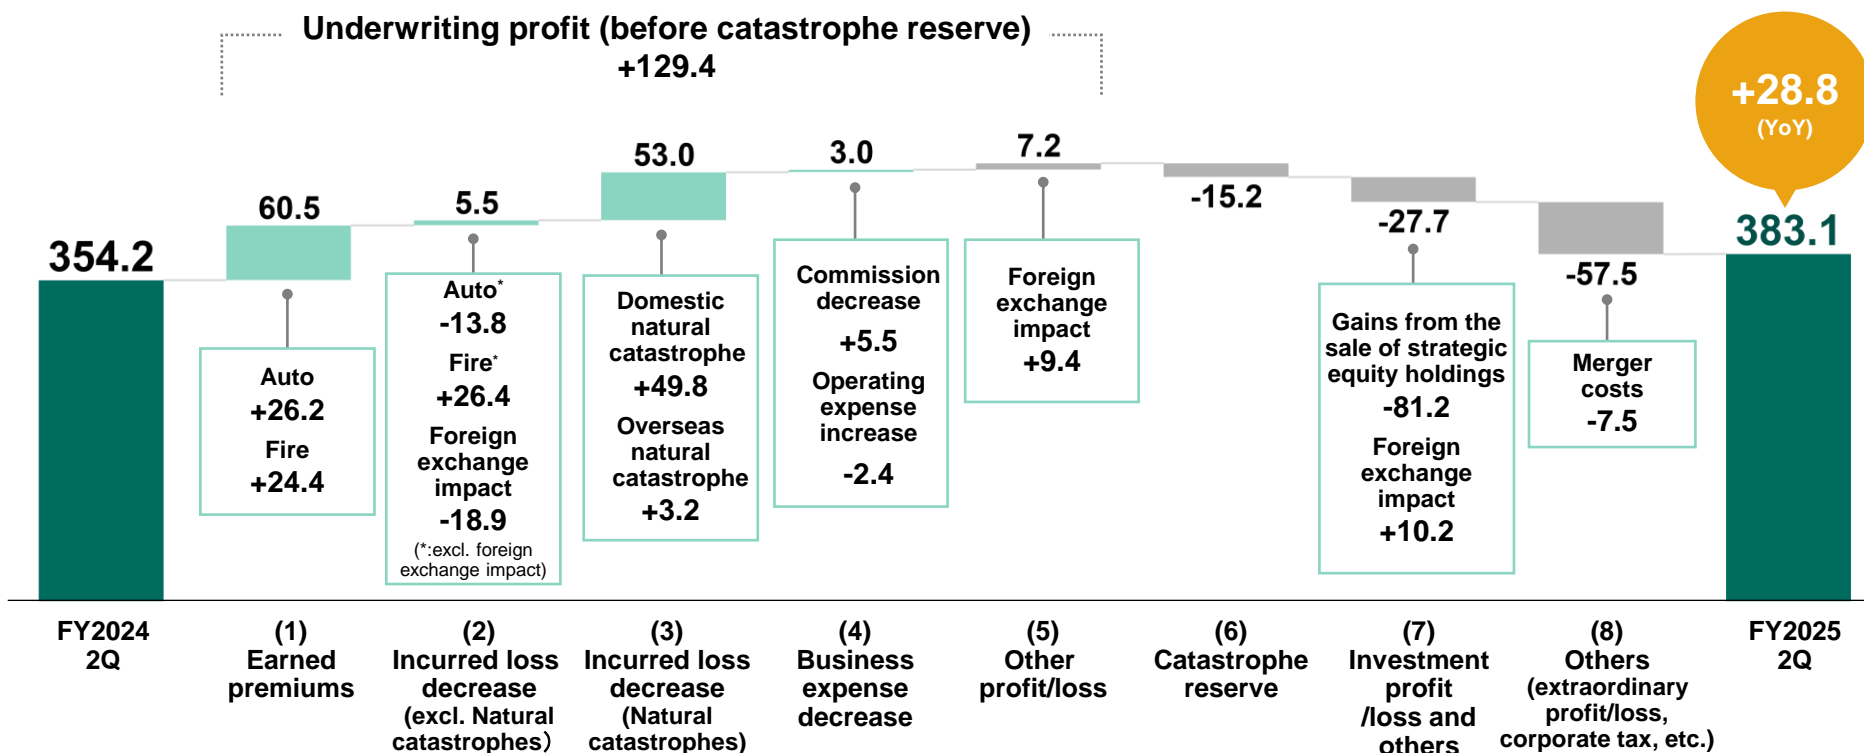 Underwriting profit (before catastrophe reserve)
+129.4
+28.8
(YoY)
354.2
60.5
5.5
53.0
3.0
7.2
-15.2
-27.7
-57.5
383.1
Auto
+26.2
Fire
+24.4
Auto*
-13.8
Fire*
+26.4
Foreign
exchange
impact
-18.9
(*:excl. foreign
exchange impact)
Domestic
natural
catastrophe
+49.8
Overseas
natural
catastrophe
+3.2
Commission
decrease
+5.5
Operating
expense
increase
-2.4
Foreign
exchange
impact
+9.4
Gains from the
sale of strategic
equity holdings
-81.2
Foreign
exchange
impact
+10.2
Merger
costs
-7.5
FY2024
2Q
(1)
Earned
premiums
(2)
Incurred loss
decrease
(excl. Natural
catastrophes）
(3)
Incurred loss
decrease
(Natural
catastrophes)
(4)
Business
expense
decrease
(5)
Other
profit/loss
(6)
Catastrophe
reserve
(7)
Investment
profit
/loss and
others
(8)
Others
(extraordinary
profit/loss,
corporate tax, etc.)
FY2025
2Q